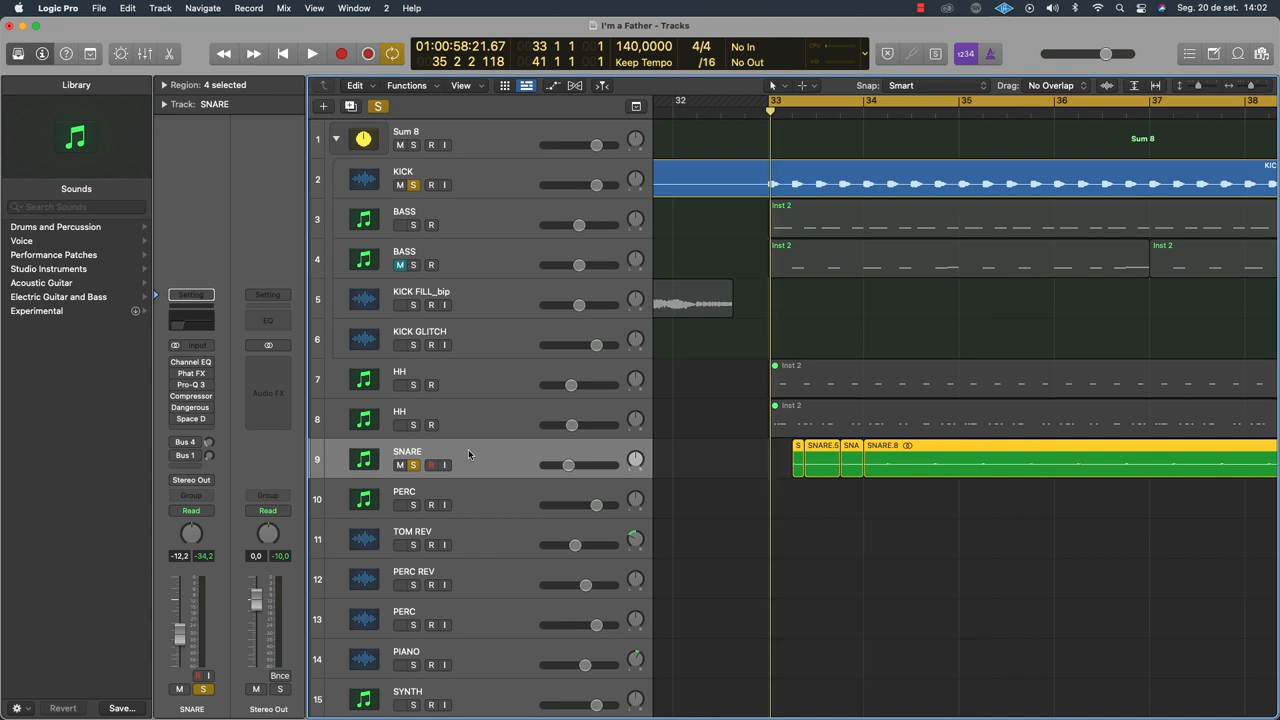 Logic Pro File Edit Track Navigate Record Mix View Window 2 Help Seg. 20 de set. 14:02
I'm a Father - Tracks
01:00:58:21.67 33 1 1 1 140,0000 4/4 No In
35 2 2 118 41 1 1 1 Keep Tempo /16 No Out
CPU
HD
1234
Library
Region: 4 selected
Track: SNARE
Edit Functions View Snap: Smart Drag: No Overlap
S
32 33 34 35 36 37 38
Sounds
Search Sounds
Drums and Percussion
Voice
Performance Patches
Studio Instruments
Acoustic Guitar
Electric Guitar and Bass
Experimental
Revert Save...
Setting Setting
EQ
Input
Channel EQ
Phat FX
Pro-Q 3
Compressor
Dangerous
Space D
Audio FX
Bus 4
Bus 1
Stereo Out
Group Group
Read Read
-12,2 -34,2 0,0 -10,0
R I Bnce
M S M S
SNARE Stereo Out
1 Sum 8
M S R I
Sum 8
2 KICK
M S R I
KIC
3 BASS
M S R
Inst 2
4 BASS
M S R
Inst 2 Inst 2
5 KICK FILL_bip
S R I
6 KICK GLITCH
S R I
7 HH
S R
Inst 2
8 HH
S R
Inst 2
9 SNARE
M S R I
S SNARE.5 SNA SNARE.8
10 PERC
S R I
11 TOM REV
S R I
12 PERC REV
S R I
13 PERC
S R I
14 PIANO
S R I
15 SYNTH
S R I